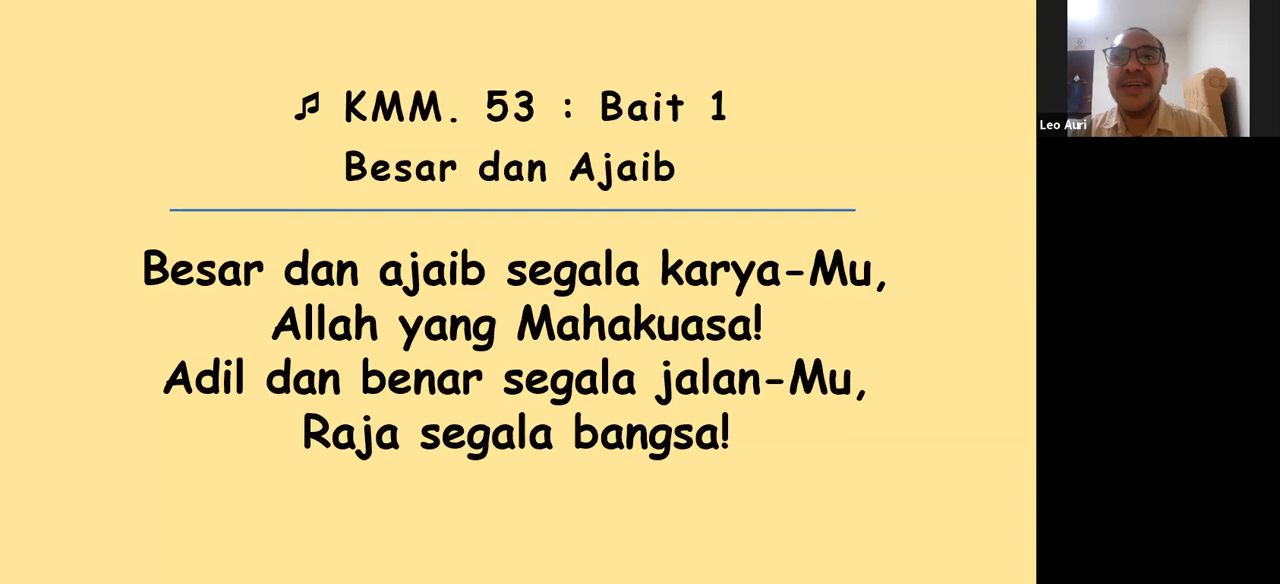 ♫ KMM. 53 : Bait 1
Besar dan Ajaib
Besar dan ajaib segala karya-Mu,
Allah yang Mahakuasa!
Adil dan benar segala jalan-Mu,
Raja segala bangsa!
Leo Auri